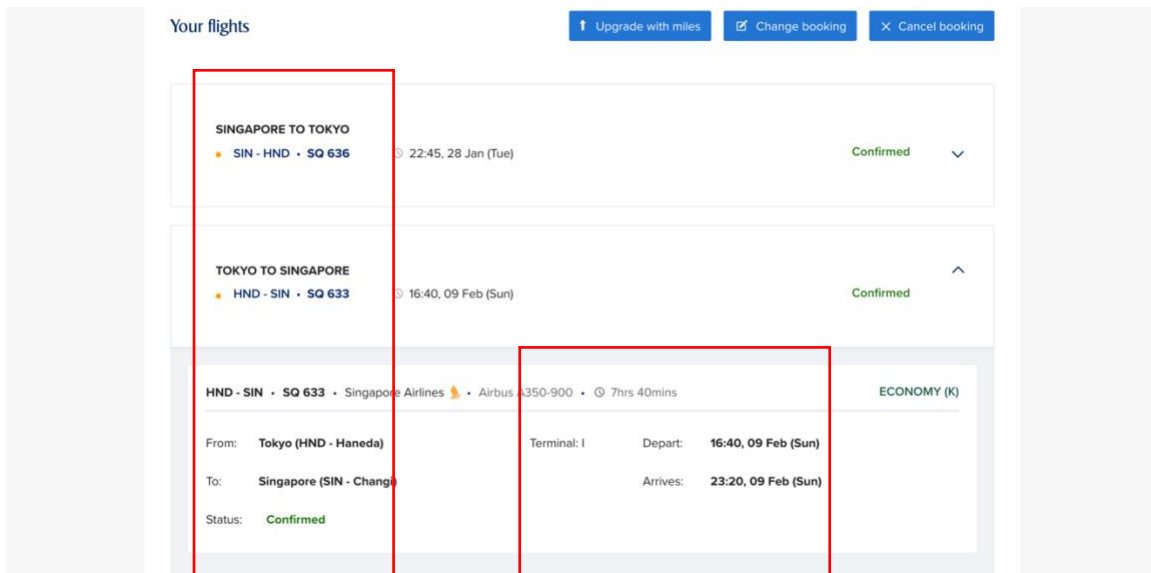 Your flights
Upgrade with miles
Change booking
Cancel booking
SINGAPORE TO TOKYO
SIN - HND • SQ 636 22:45, 28 Jan (Tue) Confirmed
TOKYO TO SINGAPORE
HND - SIN • SQ 633 16:40, 09 Feb (Sun) Confirmed
HND - SIN • SQ 633 • Singapore Airlines • Airbus A350-900 • 7hrs 40mins ECONOMY (K)
From: Tokyo (HND - Haneda) Terminal: I Depart: 16:40, 09 Feb (Sun)
To: Singapore (SIN - Changi) Arrives: 23:20, 09 Feb (Sun)
Status: Confirmed